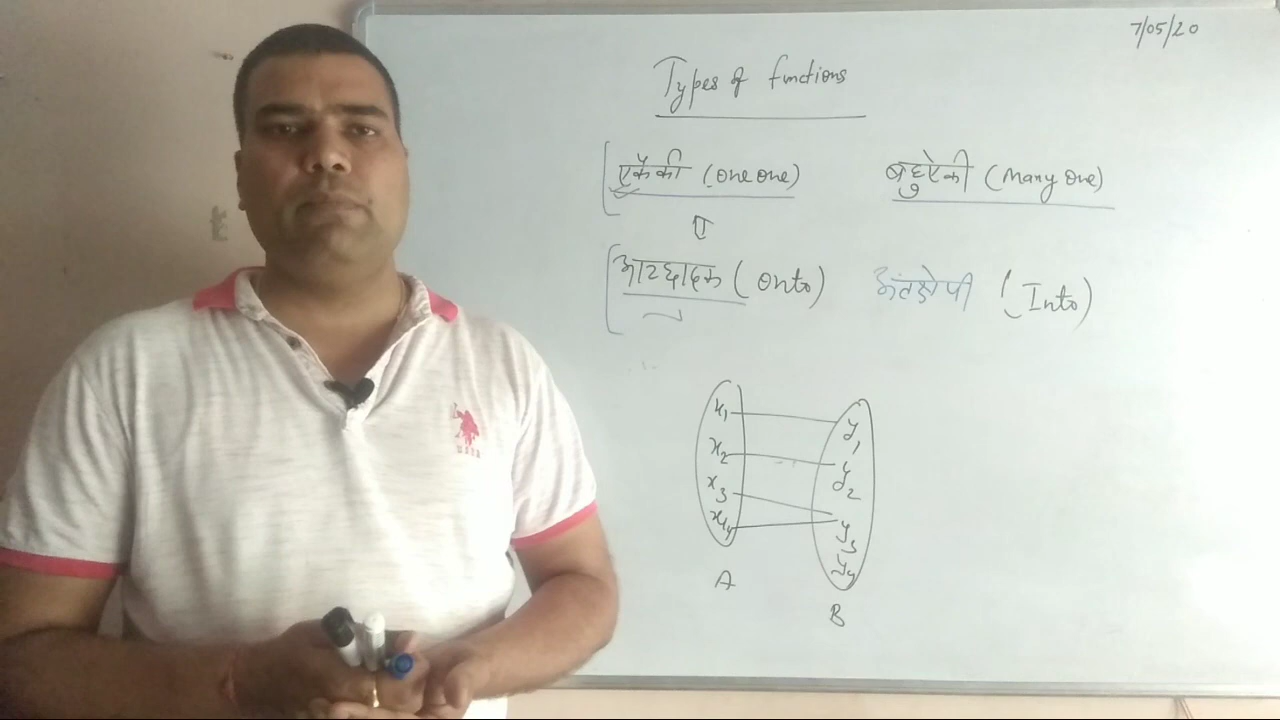 7/05/20
Types of functions
एकैकी (one one) बहुऐकी (Many one)
ए
आच्छादक (onto) अंतक्षेपी (Into)
x1 y1
x2 y2
x3 y3
x4 y4
A
B